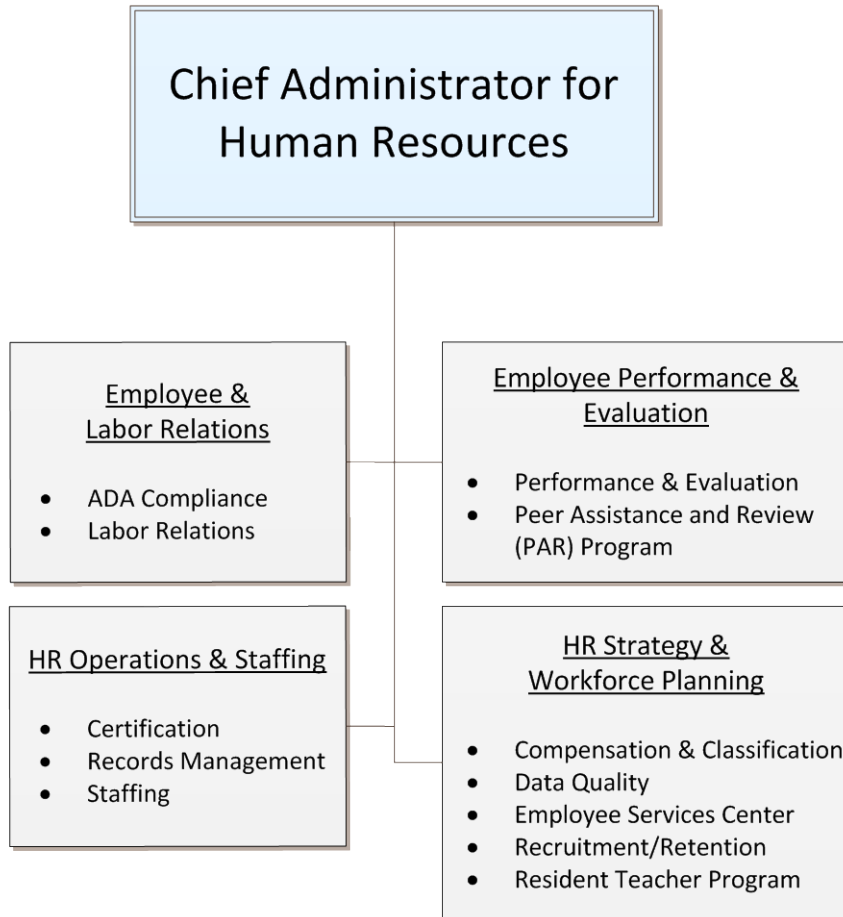 Chief Administrator for
Human Resources
Employee &
Labor Relations
• ADA Compliance
• Labor Relations
Employee Performance &
Evaluation
• Performance & Evaluation
• Peer Assistance and Review
(PAR) Program
HR Operations & Staffing
• Certification
• Records Management
• Staffing
HR Strategy &
Workforce Planning
• Compensation & Classification
• Data Quality
• Employee Services Center
• Recruitment/Retention
• Resident Teacher Program